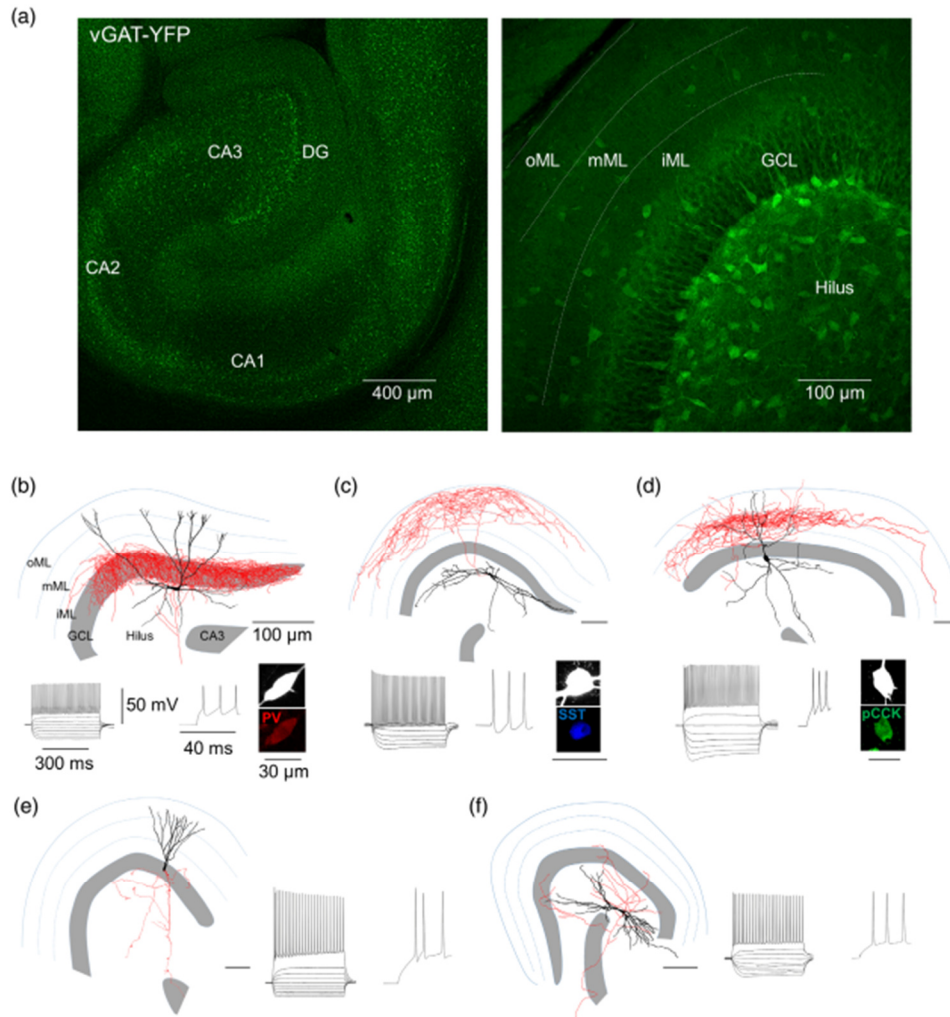 (a)
vGAT-YFP
CA3
DG
CA2
CA1
400 µm
oML
mML
iML
GCL
Hilus
100 µm
(b)
oML
mML
iML
GCL
Hilus
CA3
100 µm
50 mV
300 ms
40 ms
PV
30 µm
(c)
SST
(d)
pCCK
(e)
(f)